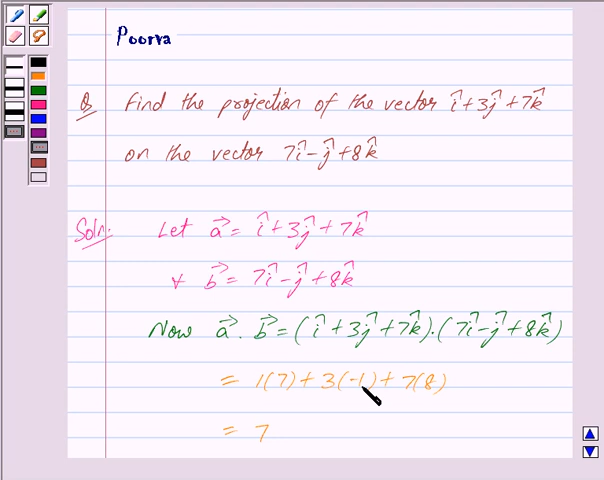 Poorva
Q Find the projection of the vector î+3ĵ+7k̂
on the vector 7î-ĵ+8k̂
Soln: Let a⃗ = î+3ĵ+7k̂
& b⃗ = 7î-ĵ+8k̂
Now a⃗ . b⃗ = (î+3ĵ+7k̂).(7î-ĵ+8k̂)
= 1(7)+3(-1)+7(8)
= 7